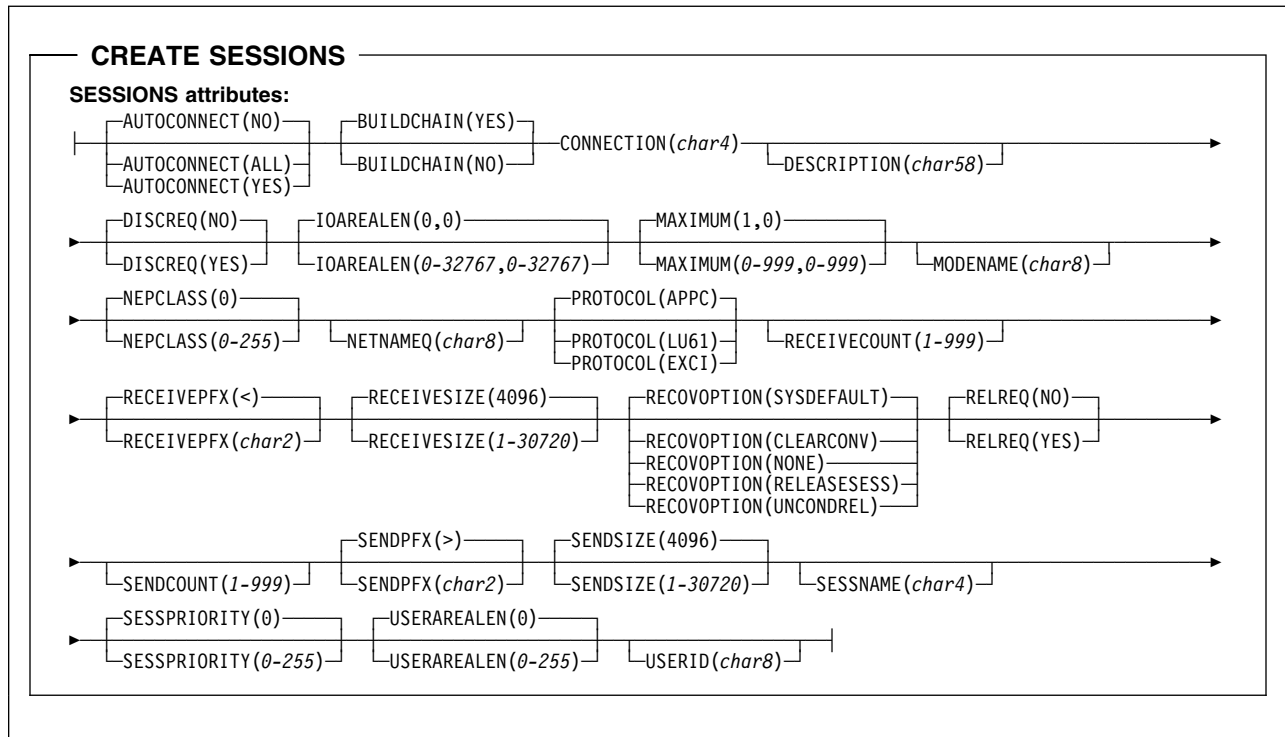 CREATE SESSIONS
SESSIONS attributes:
AUTOCONNECT(NO) BUILDCHAIN(YES)
CONNECTION(char4)
AUTOCONNECT(ALL) BUILDCHAIN(NO) DESCRIPTION(char58)
AUTOCONNECT(YES)
DISCREQ(NO) IOAREALEN(0,0) MAXIMUM(1,0)
DISCREQ(YES) IOAREALEN(0-32767,0-32767) MAXIMUM(0-999,0-999) MODENAME(char8)
NEPCLASS(0) PROTOCOL(APPC)
NEPCLASS(0-255) NETNAMEQ(char8) PROTOCOL(LU61) RECEIVECOUNT(1-999)
PROTOCOL(EXCI)
RECEIVEPFX(<) RECEIVESIZE(4096) RECOVOPTION(SYSDEFAULT) RELREQ(NO)
RECEIVEPFX(char2) RECEIVESIZE(1-30720) RECOVOPTION(CLEARCONV) RELREQ(YES)
RECOVOPTION(NONE)
RECOVOPTION(RELEASESESS)
RECOVOPTION(UNCONDREL)
SENDPFX(>) SENDSIZE(4096)
SENDCOUNT(1-999) SENDPFX(char2) SENDSIZE(1-30720) SESSNAME(char4)
SESSPRIORITY(0) USERAREALEN(0)
SESSPRIORITY(0-255) USERAREALEN(0-255) USERID(char8)